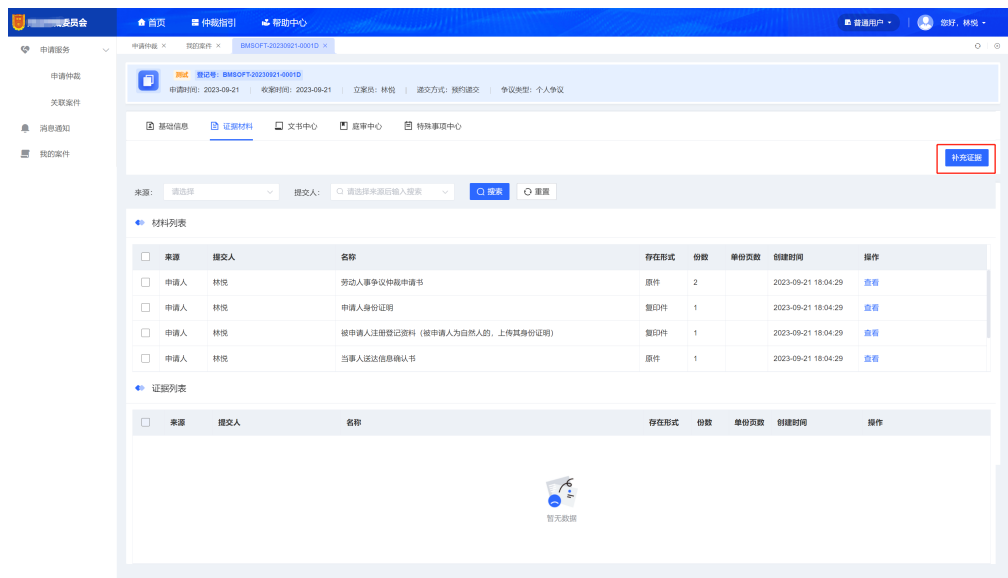 委员会
首页 仲裁指引 帮助中心 普通用户 您好，林悦
申请服务
申请仲裁
关联案件
消息通知
我的案件
申请仲裁 × 我的案件 × BMSOFT-20230921-0001D ×
测试 登记号：BMSOFT-20230921-0001D
申请时间：2023-09-21 收案时间：2023-09-21 立案员：林悦 递交方式：预约递交 争议类型：个人争议
基础信息 证据材料 文书中心 庭审中心 特殊事项中心
补充证据
来源： 请选择 提交人： 请选择来源后输入搜索 搜索 重置
材料列表
来源 提交人 名称 存在形式 份数 单份页数 创建时间 操作
申请人 林悦 劳动人事争议仲裁申请书 原件 2 2023-09-21 18:04:29 查看
申请人 林悦 申请人身份证明 复印件 1 2023-09-21 18:04:29 查看
申请人 林悦 被申请人注册登记资料（被申请人为自然人的，上传其身份证明） 复印件 1 2023-09-21 18:04:29 查看
申请人 林悦 当事人送达信息确认书 原件 1 2023-09-21 18:04:29 查看
证据列表
来源 提交人 名称 存在形式 份数 单份页数 创建时间 操作
暂无数据